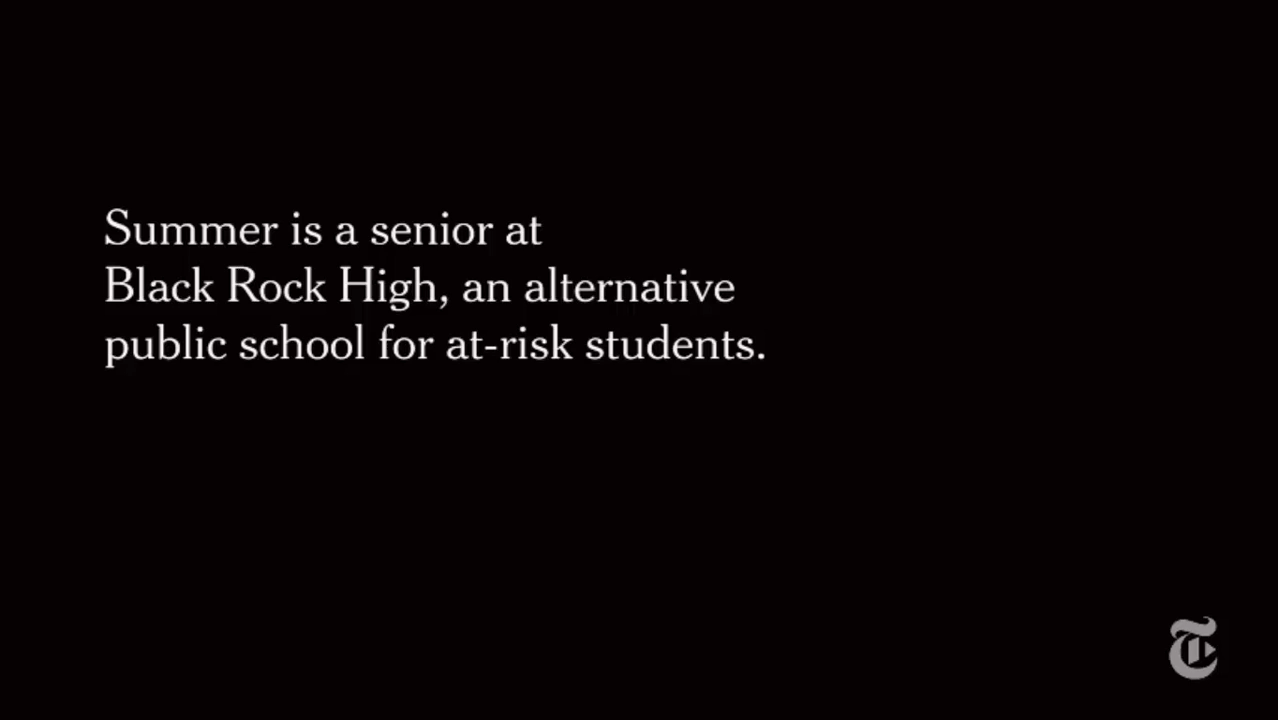 Summer is a senior at
Black Rock High, an alternative
public school for at-risk students.
T